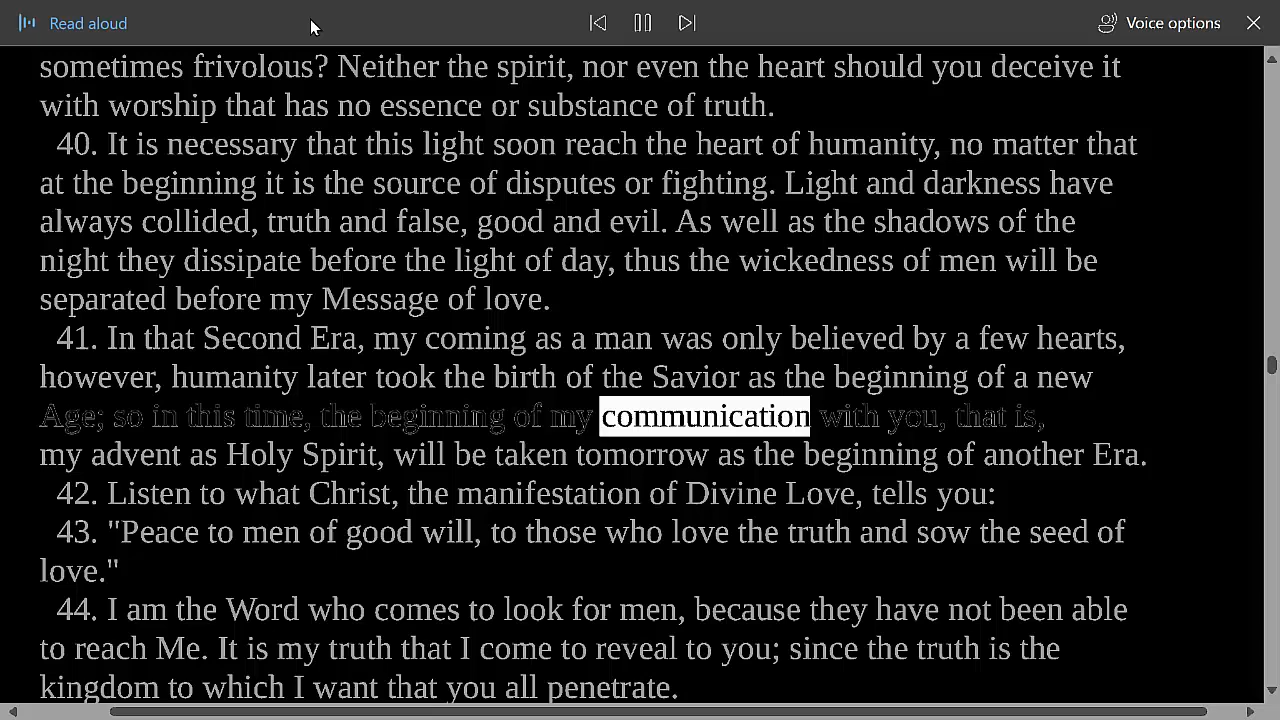 Read aloud
Voice options
sometimes frivolous? Neither the spirit, nor even the heart should you deceive it
with worship that has no essence or substance of truth.
40. It is necessary that this light soon reach the heart of humanity, no matter that
at the beginning it is the source of disputes or fighting. Light and darkness have
always collided, truth and false, good and evil. As well as the shadows of the
night they dissipate before the light of day, thus the wickedness of men will be
separated before my Message of love.
41. In that Second Era, my coming as a man was only believed by a few hearts,
however, humanity later took the birth of the Savior as the beginning of a new
Age; so in this time, the beginning of my communication with you, that is,
my advent as Holy Spirit, will be taken tomorrow as the beginning of another Era.
42. Listen to what Christ, the manifestation of Divine Love, tells you:
43. "Peace to men of good will, to those who love the truth and sow the seed of
love."
44. I am the Word who comes to look for men, because they have not been able
to reach Me. It is my truth that I come to reveal to you; since the truth is the
kingdom to which I want that you all penetrate.